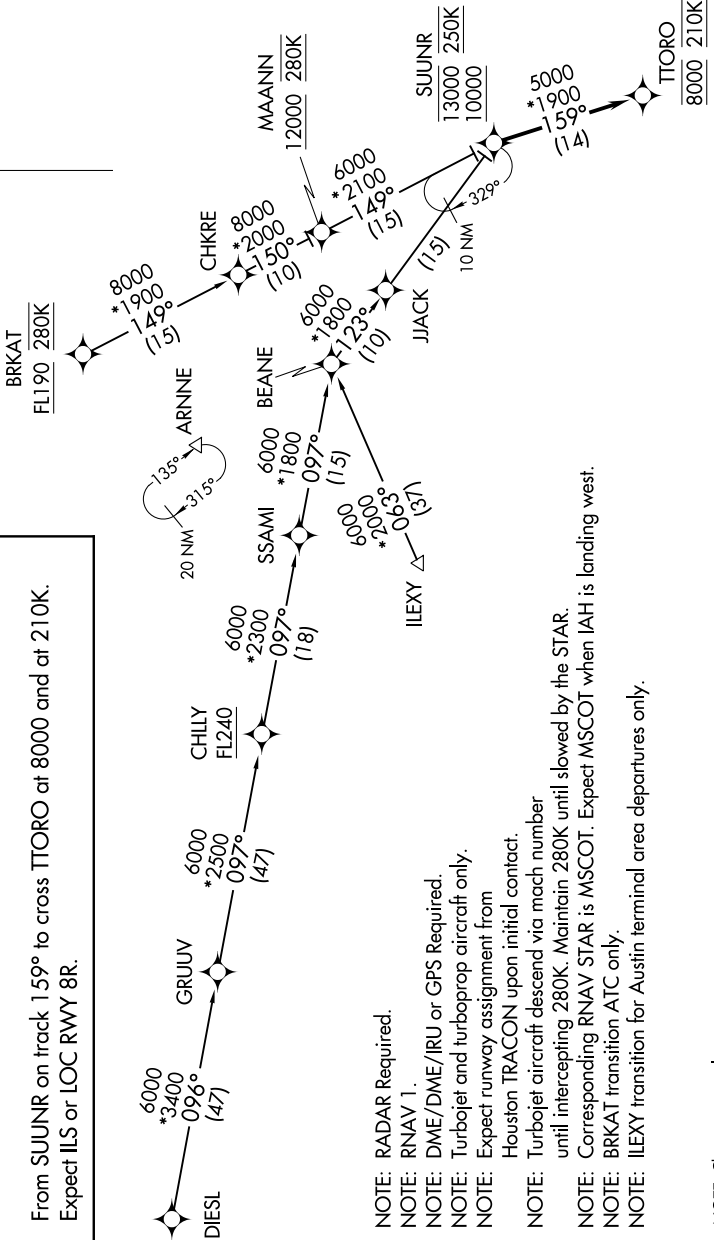 From SUUNR on track 159° to cross TTORO at 8000 and at 210K.
Expect ILS or LOC RWY 8R.
BRKAT
FL190 280K
8000
*1900
149°
(15)
CHKRE
8000
*2000
150°
(10)
MAANN
12000 280K
6000
*2100
149°
(15)
SUUNR
13000 250K
10000
5000
*1900
159°
(14)
TTORO
8000 210K
10 NM
329°
ARNNE
135°
315°
20 NM
DIESL
6000
*3400
096°
(47)
GRUUV
6000
*2500
097°
(47)
CHLLY
FL240
6000
*2300
097°
(18)
SSAMI
6000
*1800
097°
(15)
BEANE
6000
*1800
123°
(10)
JJACK
(15)
ILEXY
6000
*2000
063°
(37)
NOTE: RADAR Required.
NOTE: RNAV 1.
NOTE: DME/DME/IRU or GPS Required.
NOTE: Turbojet and turboprop aircraft only.
NOTE: Expect runway assignment from
Houston TRACON upon initial contact.
NOTE: Turbojet aircraft descend via mach number
until intercepting 280K. Maintain 280K until slowed by the STAR.
NOTE: Corresponding RNAV STAR is MSCOT. Expect MSCOT when IAH is landing west.
NOTE: BRKAT transition ATC only.
NOTE: ILEXY transition for Austin terminal area departures only.